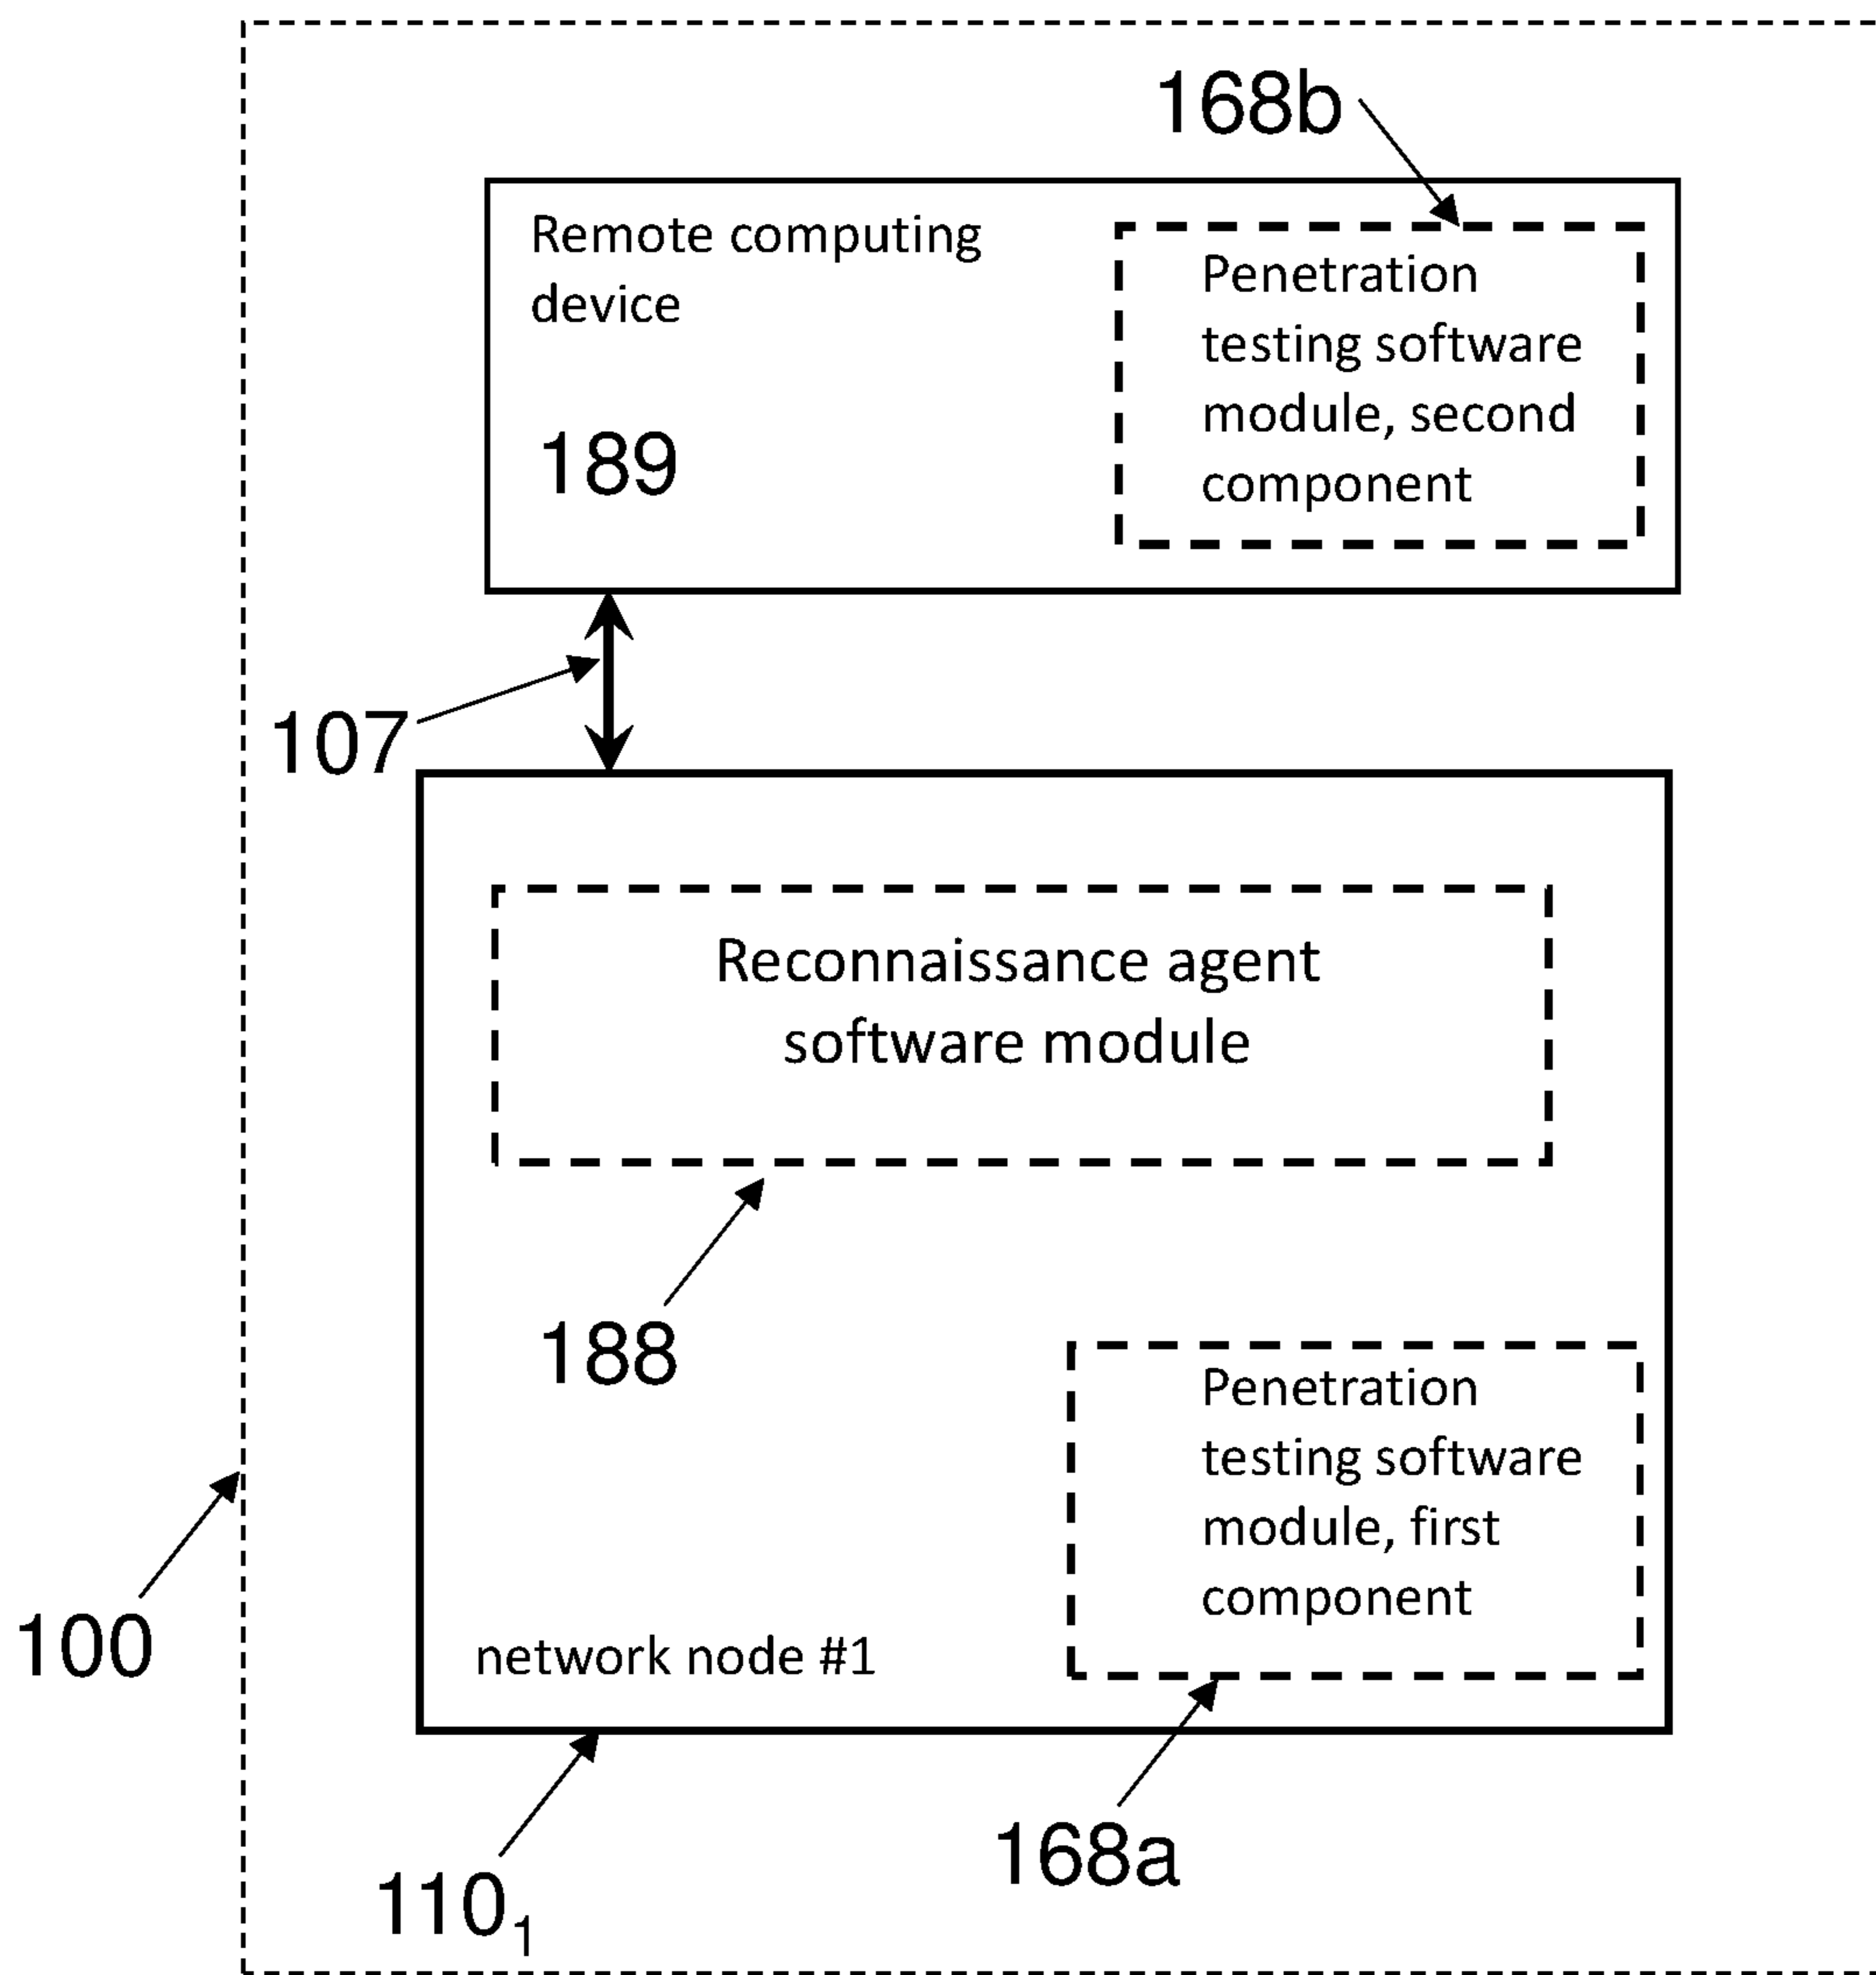 168b
Remote computing
device
189
Penetration
testing software
module, second
component
107
Reconnaissance agent
software module
188
Penetration
testing software
module, first
component
100
network node #1
168a
110₁